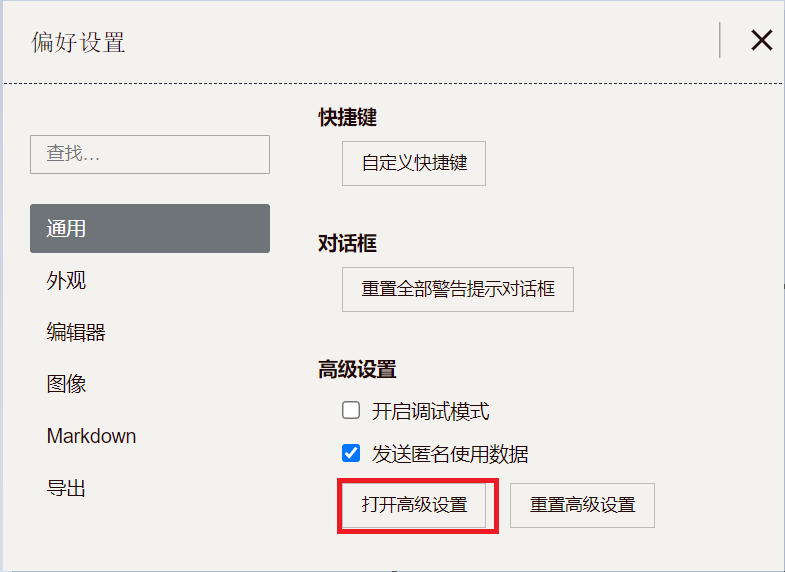 偏好设置
查找...
通用
外观
编辑器
图像
Markdown
导出
快捷键
自定义快捷键
对话框
重置全部警告提示对话框
高级设置
开启调试模式
发送匿名使用数据
打开高级设置 重置高级设置